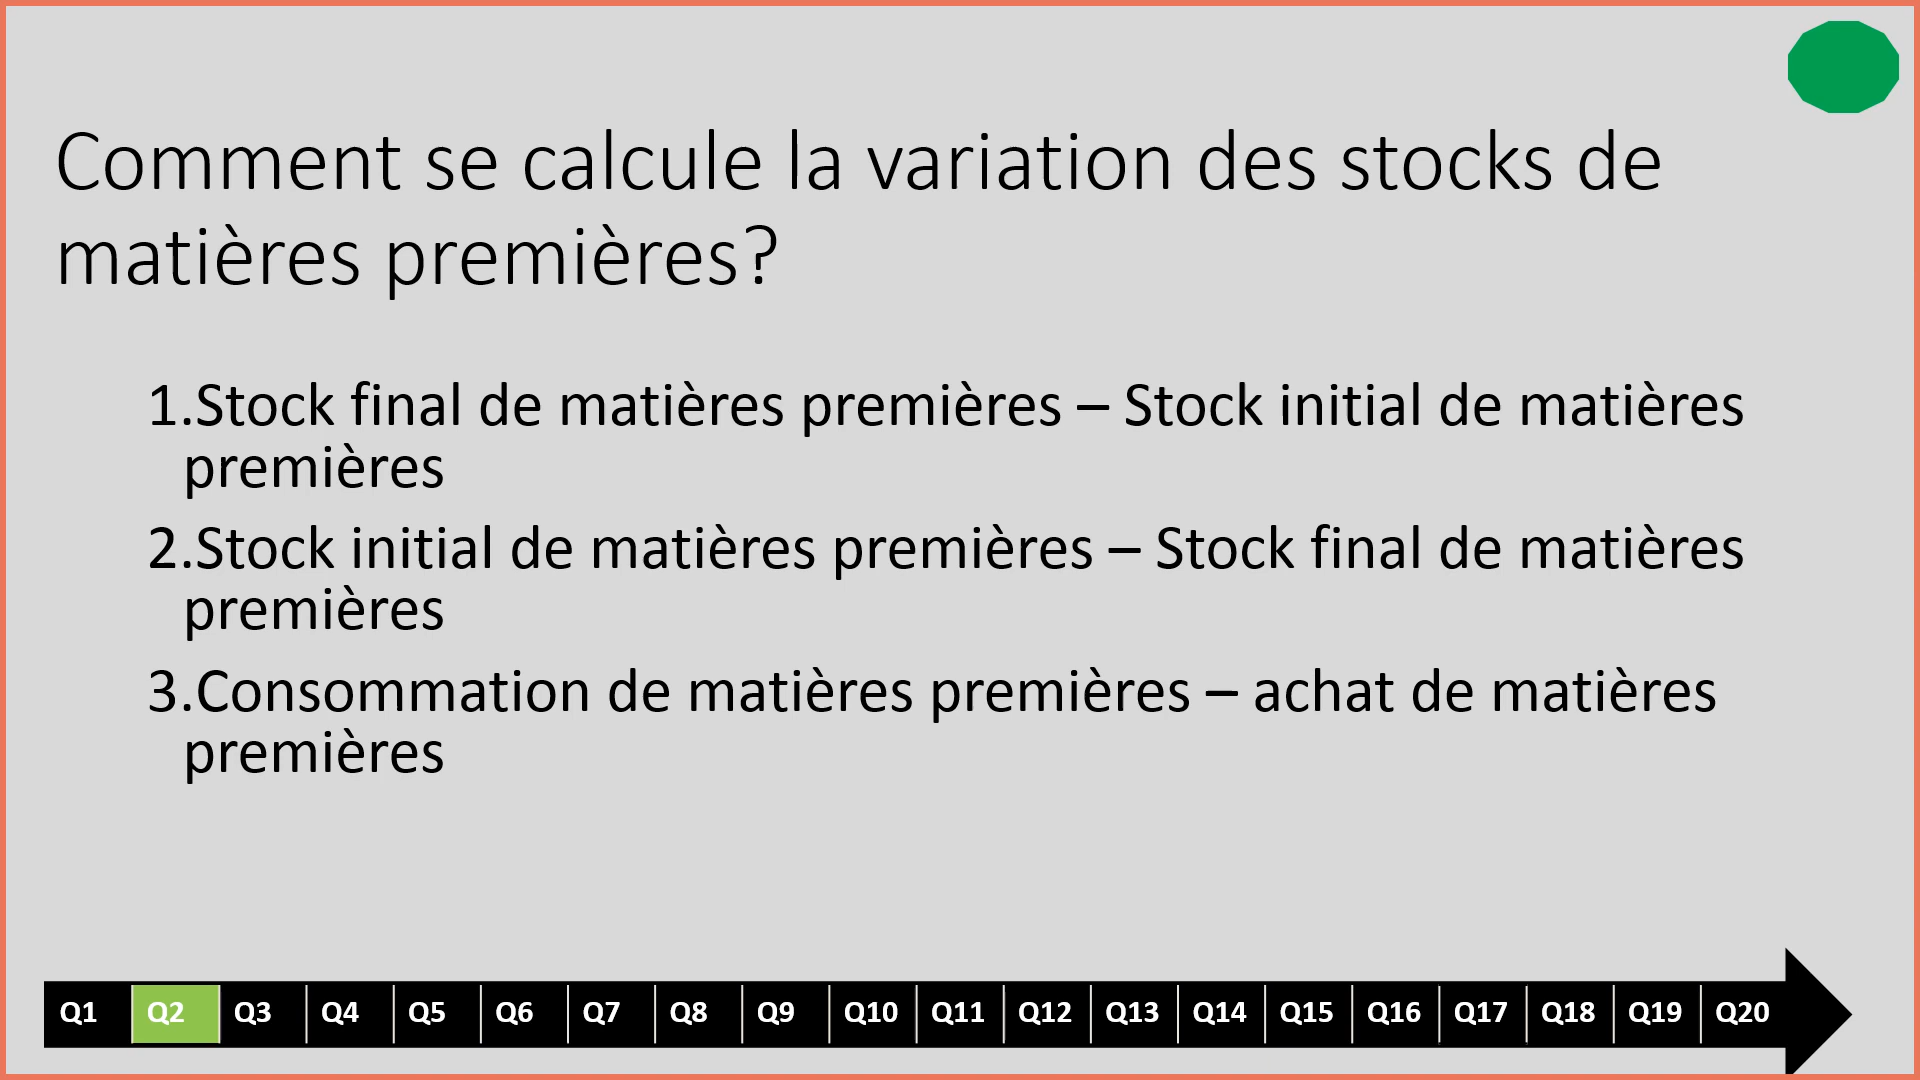 Comment se calcule la variation des stocks de
matières premières?
1.Stock final de matières premières – Stock initial de matières
premières
2.Stock initial de matières premières – Stock final de matières
premières
3.Consommation de matières premières – achat de matières
premières
Q1 Q2 Q3 Q4 Q5 Q6 Q7 Q8 Q9 Q10 Q11 Q12 Q13 Q14 Q15 Q16 Q17 Q18 Q19 Q20